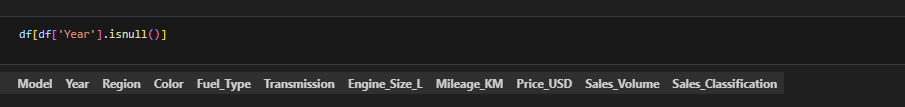 df[df['Year'].isnull()]
Model Year Region Color Fuel_Type Transmission Engine_Size_L Mileage_KM Price_USD Sales_Volume Sales_Classification